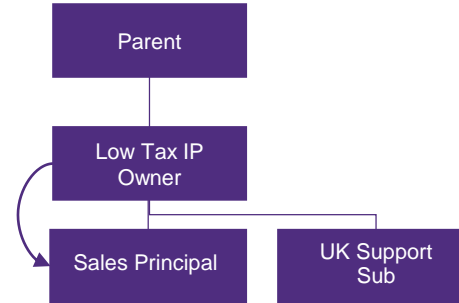 Parent
Low Tax IP
Owner
Sales Principal
UK Support
Sub